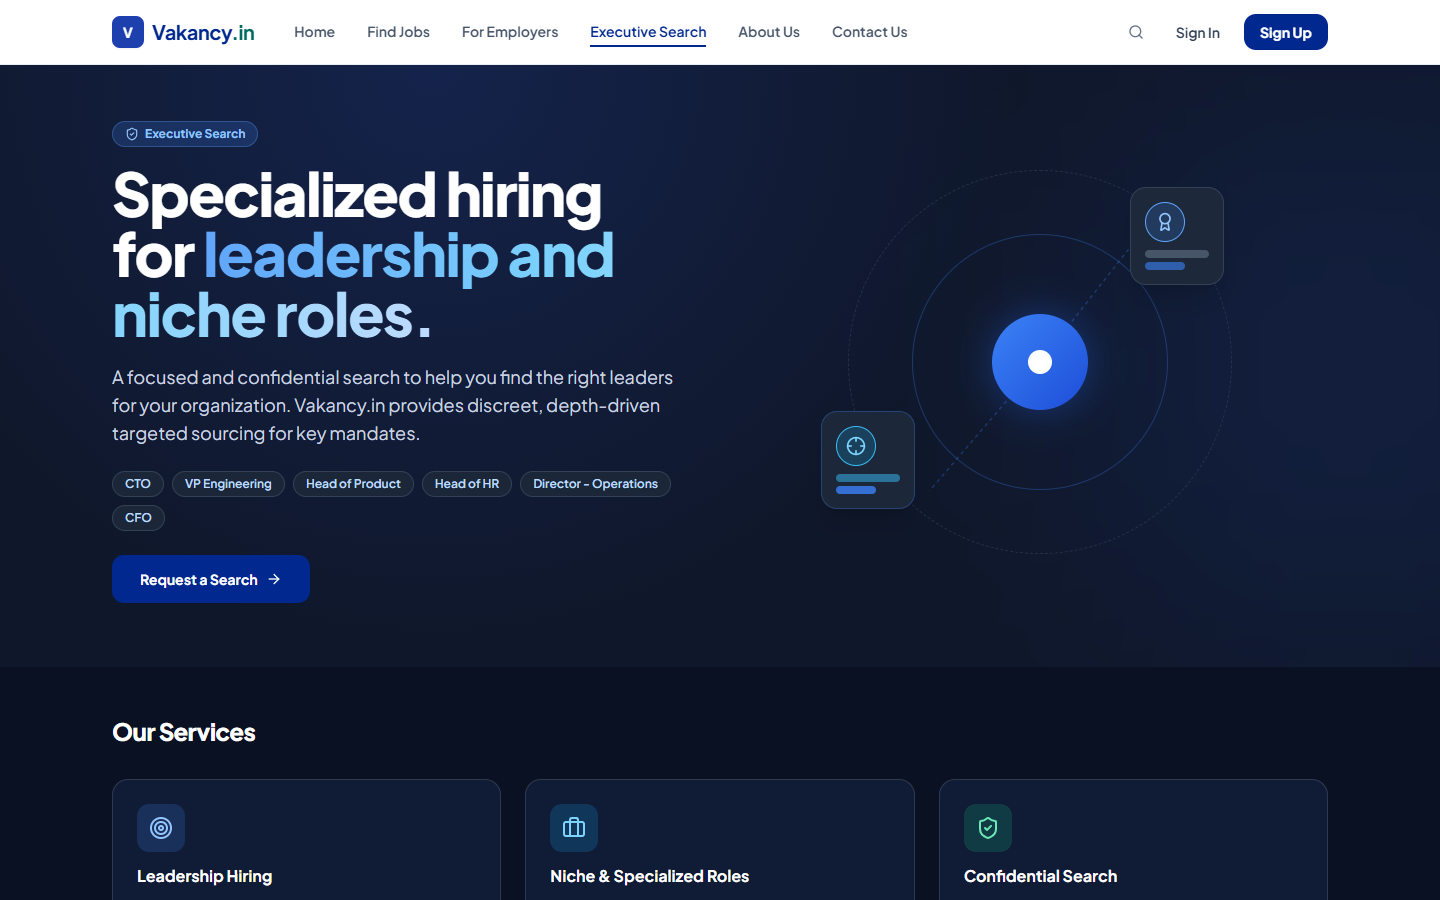 V Vakancy.in Home Find Jobs For Employers Executive Search About Us Contact Us Sign In Sign Up
Executive Search
Specialized hiring
for leadership and
niche roles.
A focused and confidential search to help you find the right leaders
for your organization. Vakancy.in provides discreet, depth-driven
targeted sourcing for key mandates.
CTO VP Engineering Head of Product Head of HR Director - Operations
CFO
Request a Search
Our Services
Leadership Hiring Niche & Specialized Roles Confidential Search